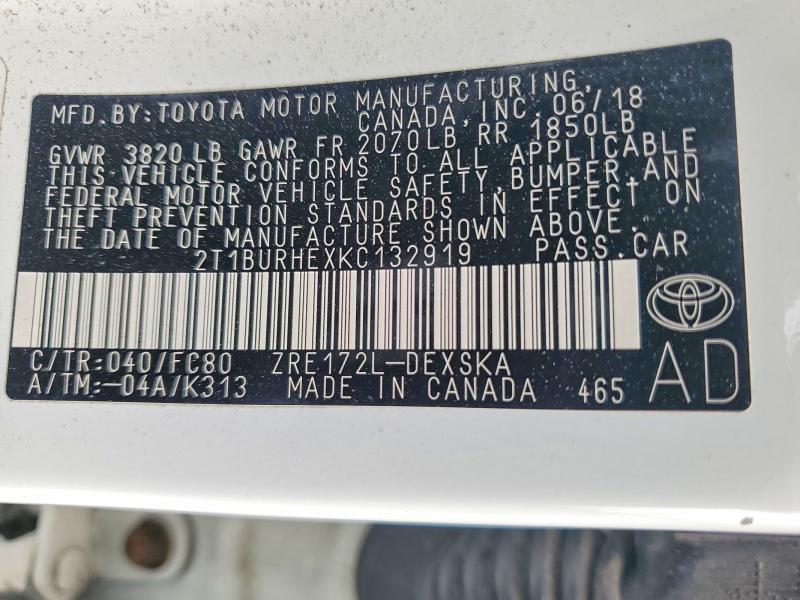 MFD. BY: TOYOTA MOTOR MANUFACTURING,
CANADA, INC. 06/18
GVWR 3820 LB GAWR FR 2070LB RR 1850LB
THIS VEHICLE CONFORMS TO ALL APPLICABLE
FEDERAL MOTOR VEHICLE SAFETY, BUMPER, AND
THEFT PREVENTION STANDARDS IN EFFECT ON
THE DATE OF MANUFACTURE SHOWN ABOVE.
2T1BURHEXKC132919 PASS. CAR
C/TR: 040/FC80 ZRE172L-DEXSKA
A/TM: -04A/K313 MADE IN CANADA 465
AD